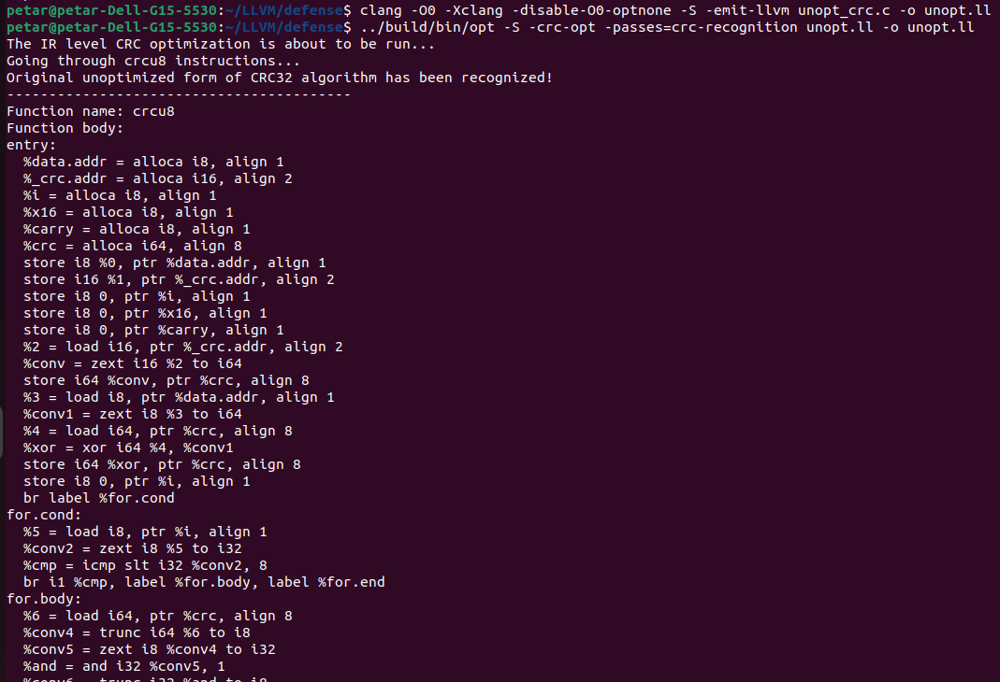 petar@petar-Dell-G15-5530:~/LLVM/defense$ clang -O0 -Xclang -disable-O0-optnone -S -emit-llvm unopt_crc.c -o unopt.ll
petar@petar-Dell-G15-5530:~/LLVM/defense$ ../build/bin/opt -S -crc-opt -passes=crc-recognition unopt.ll -o unopt.ll
The IR level CRC optimization is about to be run...
Going through crcu8 instructions...
Original unoptimized form of CRC32 algorithm has been recognized!
-----------------------------------------
Function name: crcu8
Function body:
entry:
  %data.addr = alloca i8, align 1
  %_crc.addr = alloca i16, align 2
  %i = alloca i8, align 1
  %x16 = alloca i8, align 1
  %carry = alloca i8, align 1
  %crc = alloca i64, align 8
  store i8 %0, ptr %data.addr, align 1
  store i16 %1, ptr %_crc.addr, align 2
  store i8 0, ptr %i, align 1
  store i8 0, ptr %x16, align 1
  store i8 0, ptr %carry, align 1
  %2 = load i16, ptr %_crc.addr, align 2
  %conv = zext i16 %2 to i64
  store i64 %conv, ptr %crc, align 8
  %3 = load i8, ptr %data.addr, align 1
  %conv1 = zext i8 %3 to i64
  %4 = load i64, ptr %crc, align 8
  %xor = xor i64 %4, %conv1
  store i64 %xor, ptr %crc, align 8
  store i8 0, ptr %i, align 1
  br label %for.cond
for.cond:
  %5 = load i8, ptr %i, align 1
  %conv2 = zext i8 %5 to i32
  %cmp = icmp slt i32 %conv2, 8
  br i1 %cmp, label %for.body, label %for.end
for.body:
  %6 = load i64, ptr %crc, align 8
  %conv4 = trunc i64 %6 to i8
  %conv5 = zext i8 %conv4 to i32
  %and = and i32 %conv5, 1
  %conv6 = trunc i32 %and to i8